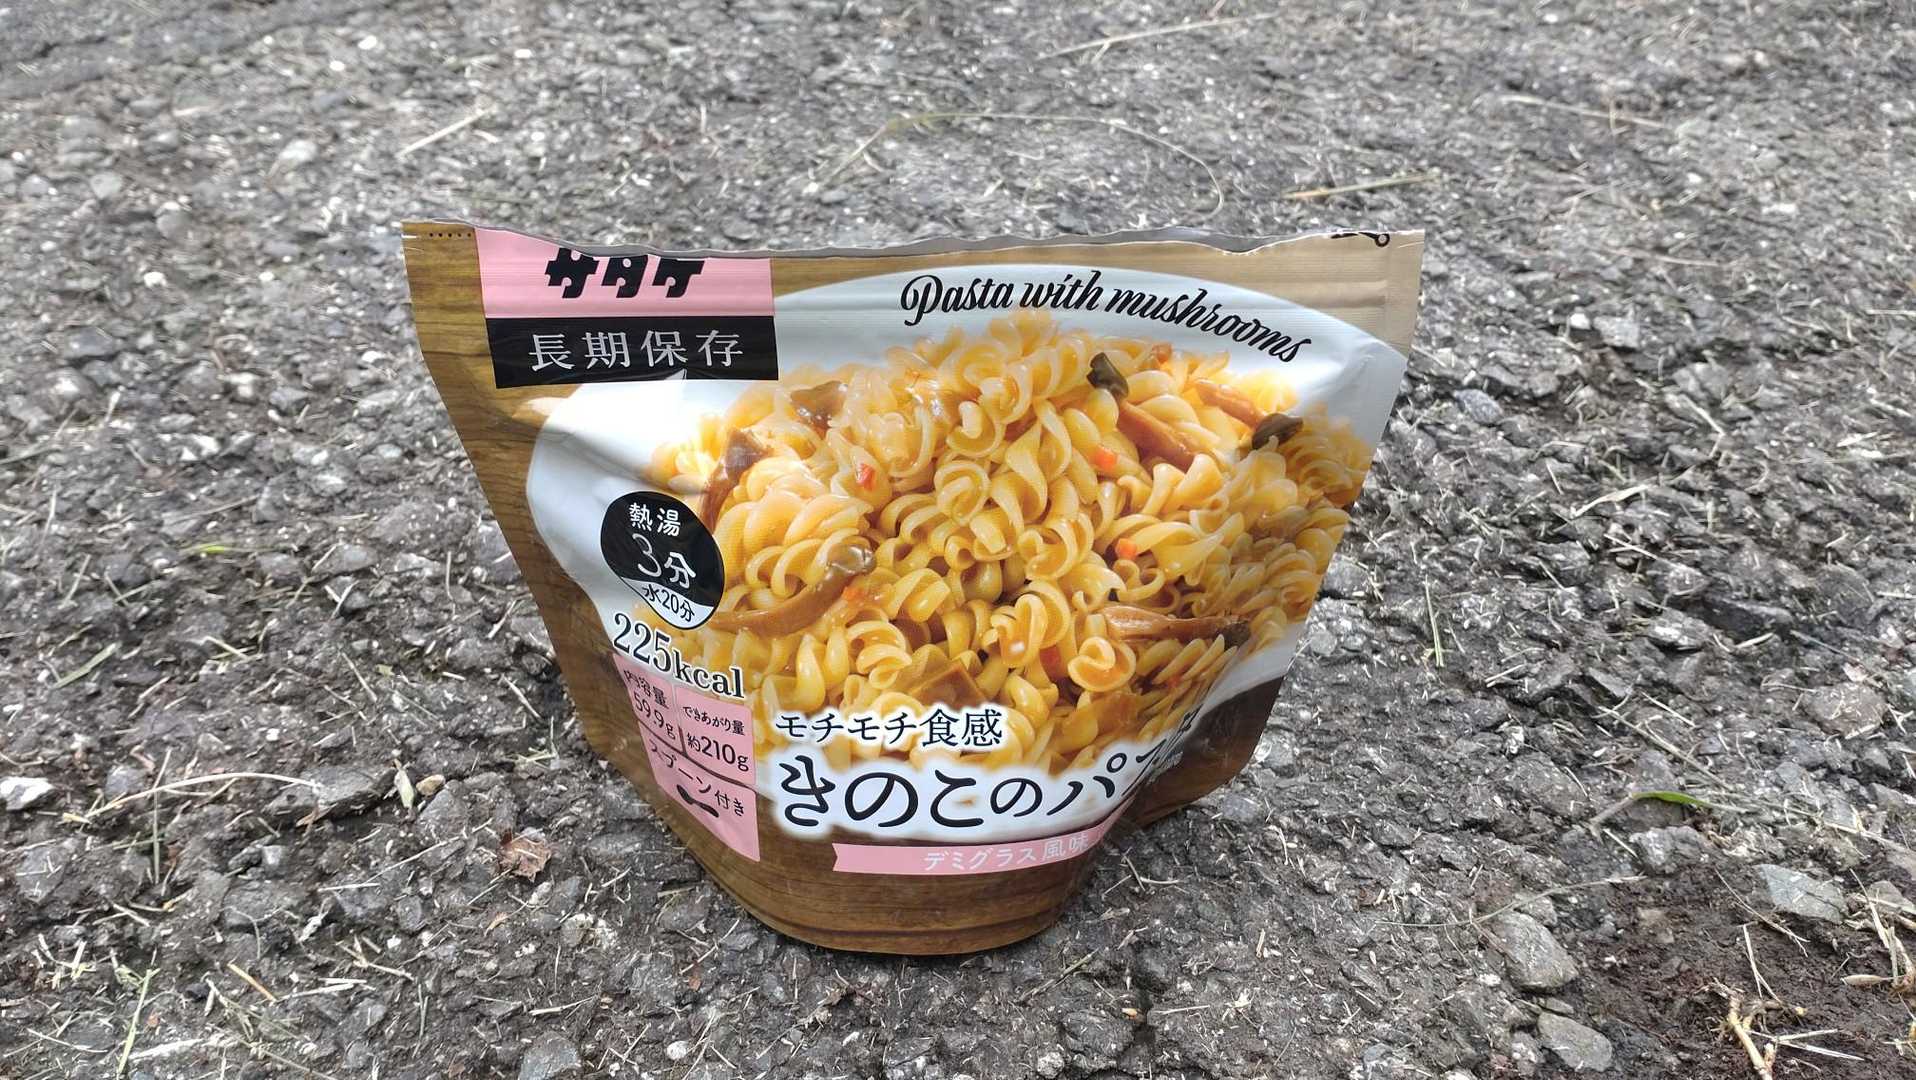 サタケ
長期保存
Pasta with mushrooms
熱湯
3分
水20分
225kcal
内容量
59.9g
できあがり量
約210g
スプーン付き
モチモチ食感
きのこのパ
デミグラス風味